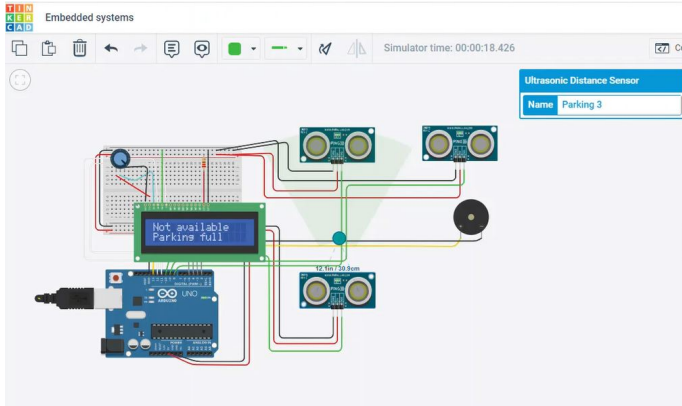 TIN
KER
CAD
Embedded systems
Simulator time: 00:00:18.426
Ultrasonic Distance Sensor
Name Parking 3
Not available
Parking full
12.1in / 30.9cm
UNO
ARDUINO